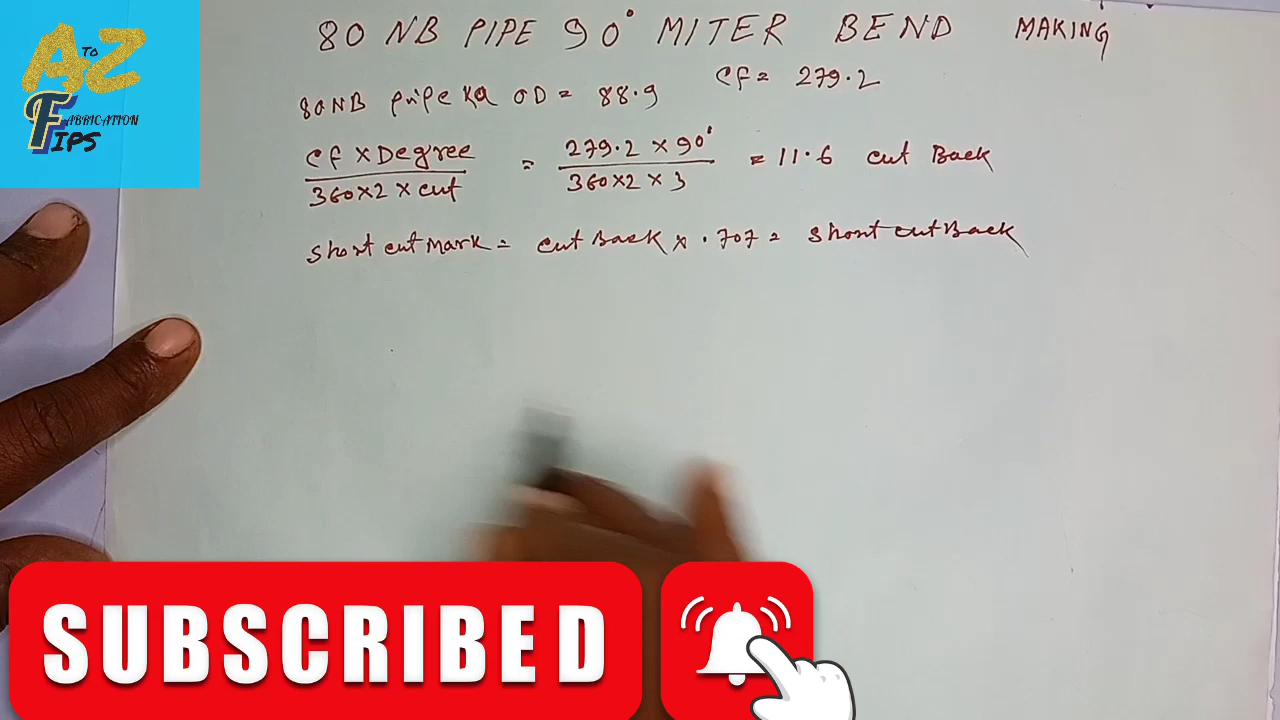 A TO Z
FABRICATION
TIPS
80 NB PIPE 90° MITER BEND MAKING
80NB pipe ka OD = 88.9 Cf = 279.2
Cf x Degree / 360x2 x cut = 279.2 x 90° / 360x2 x 3 = 11.6 cut Back
Short cut Mark = cut Back x .707 = Short cut Back
SUBSCRIBED